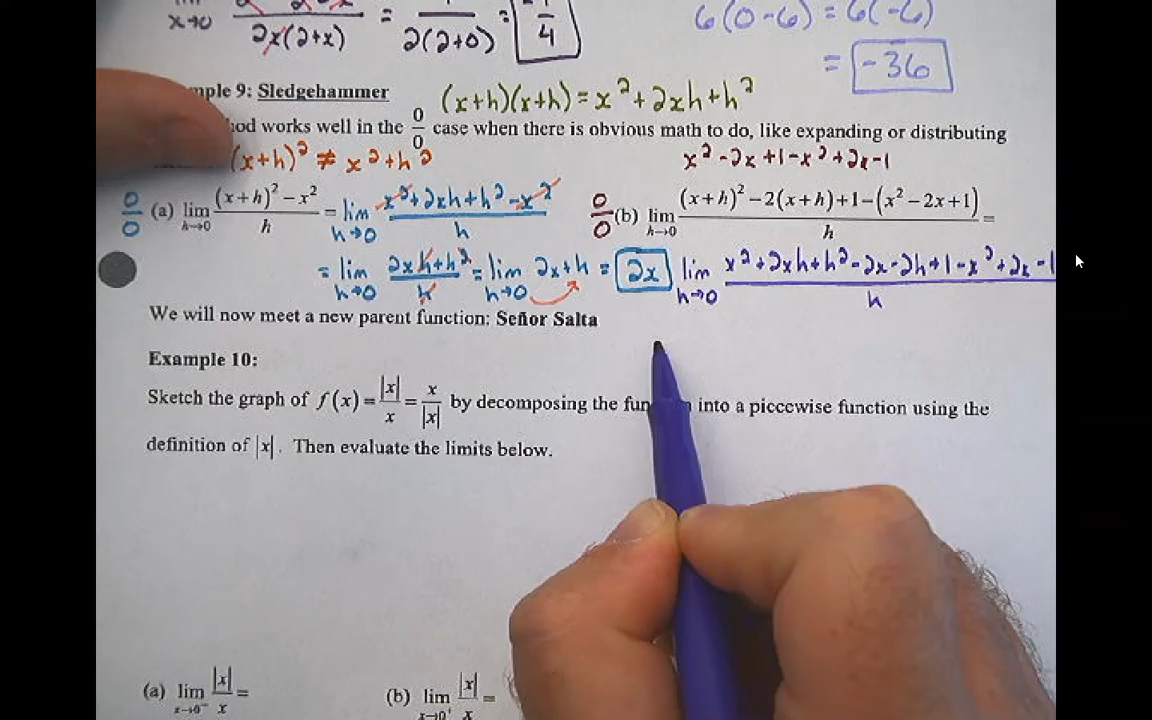 lim x→0 2x(2+x) = 2(2+0) = 1/4
6(0-6) = 6(-6)
= -36
mple 9: Sledgehammer (x+h)(x+h) = x² + 2xh + h²
hod works well in the 0/0 case when there is obvious math to do, like expanding or distributing
(x+h)² ≠ x² + h² x² - 2x + 1 - x² + 2x - 1
0/0 (a) lim h→0 ((x+h)² - x²)/h = lim h→0 (x² + 2xh + h² - x²)/h 0/0 (b) lim h→0 ((x+h)² - 2(x+h) + 1 - (x² - 2x + 1))/h =
= lim h→0 (2xh + h²)/h = lim h→0 2x + h = 2x lim h→0 (x² + 2xh + h² - 2x - 2h + 1 - x² + 2x - 1)/h
We will now meet a new parent function: Señor Salta
Example 10:
Sketch the graph of f(x) = |x|/x = x/|x| by decomposing the fun into a piecewise function using the
definition of |x|. Then evaluate the limits below.
(a) lim x→0⁻ |x|/x = (b) lim x→0⁺ |x|/x =